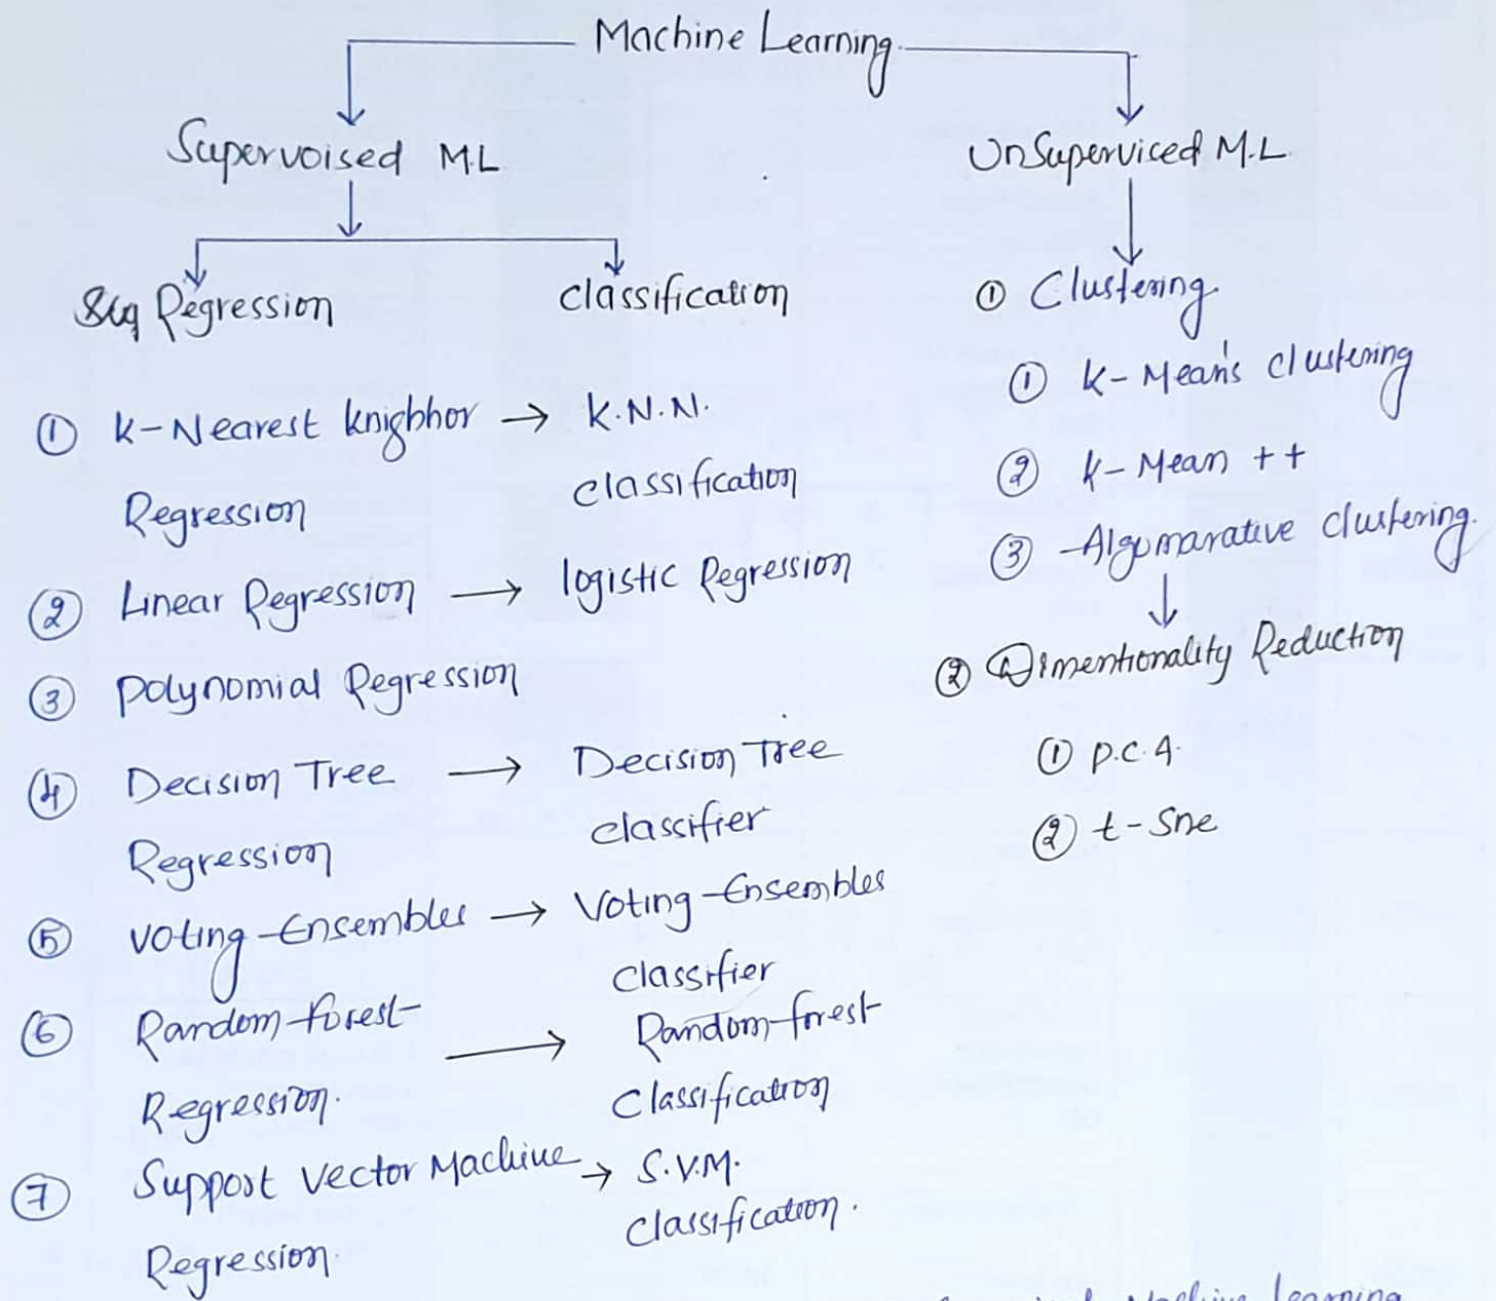 Machine Learning
Supervoised M.L
UnSuperviced M.L
Regression
classification
① Clustering
① K-Nearest Knighbhor → K.N.N.
Regression
classification
② Linear Regression → logistic Regression
③ Polynomial Regression
④ Decision Tree → Decision Tree
Regression
classifier
⑤ Voting-Ensembles → Voting-Ensembles
classifier
⑥ Random-forest → Random-forest
Regression.
Classification
⑦ Support Vector Machine → S.V.M.
Regression.
Classification.
① K-Mean's clustering
② K-Mean ++
③ Algomarative clustering.
② Dimentionality Reduction
① P.C.A.
② t-Sne
Machine Learning